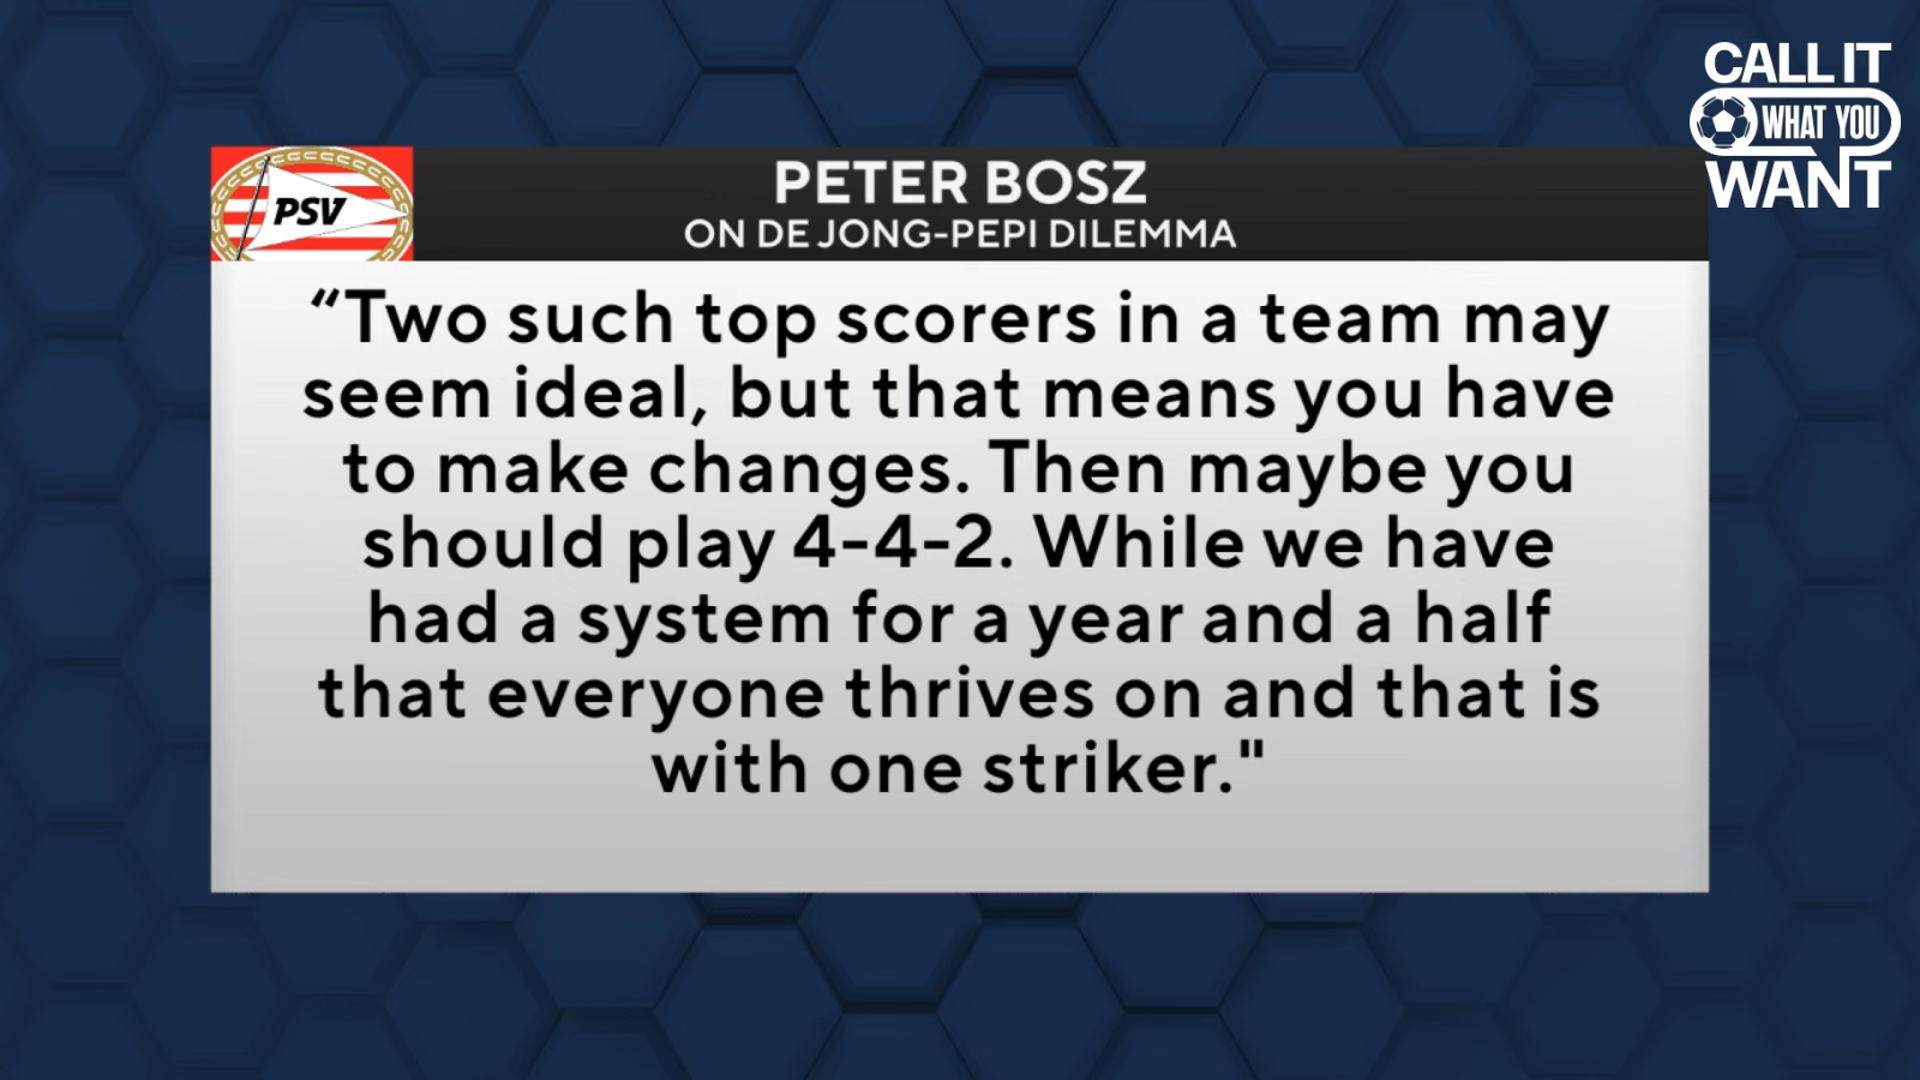 CALL IT
WHAT YOU
WANT
PSV
PETER BOSZ
ON DE JONG-PEPI DILEMMA
“Two such top scorers in a team may
seem ideal, but that means you have
to make changes. Then maybe you
should play 4-4-2. While we have
had a system for a year and a half
that everyone thrives on and that is
with one striker."